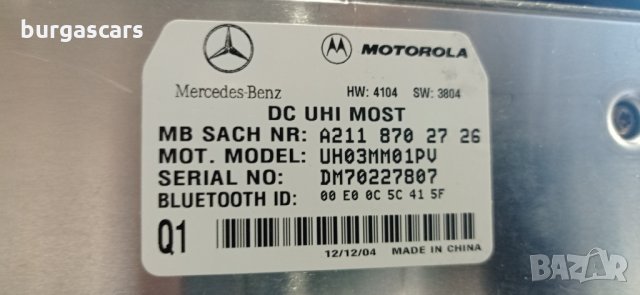 burgascars
MOTOROLA
Mercedes-Benz HW: 4104 SW: 3804
DC UHI MOST
MB SACH NR: A211 870 27 26
MOT. MODEL: UH03MM01PV
SERIAL NO: DM70227807
BLUETOOTH ID: 00 E0 0C 5C 41 5F
Q1
12/12/04 MADE IN CHINA
BAZAR